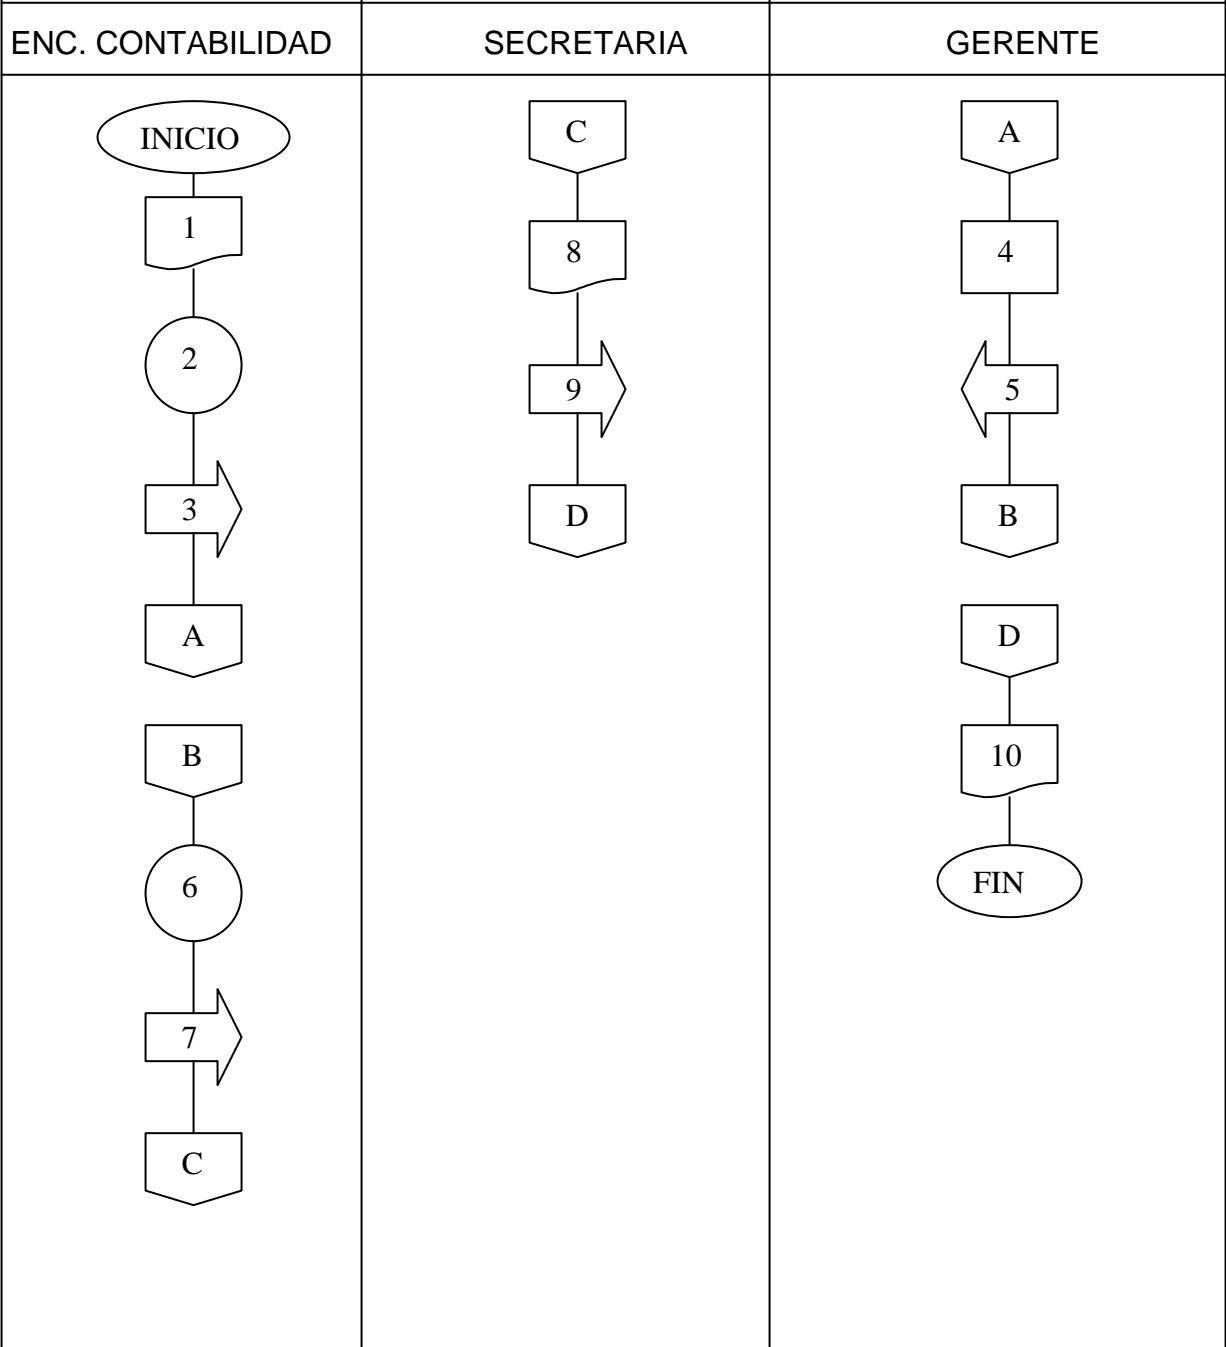 ENC. CONTABILIDAD
SECRETARIA
GERENTE
INICIO
1
2
3
A
B
6
7
C
C
8
9
D
A
4
5
B
D
10
FIN